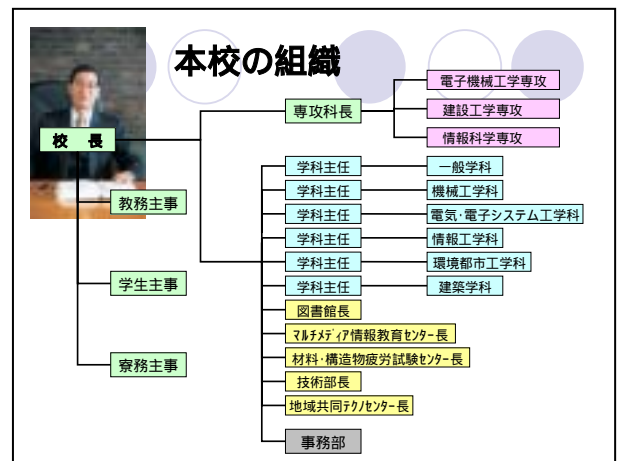 本校の組織
校 長
教務主事
学生主事
寮務主事
専攻科長
電子機械工学専攻
建設工学専攻
情報科学専攻
学科主任 一般学科
学科主任 機械工学科
学科主任 電気・電子システム工学科
学科主任 情報工学科
学科主任 環境都市工学科
学科主任 建築学科
図書館長
ﾏﾙﾁﾒﾃﾞｨｱ情報教育ｾﾝﾀｰ長
材料・構造物疲労試験ｾﾝﾀｰ長
技術部長
地域共同ﾃｸﾉｾﾝﾀｰ長
事務部